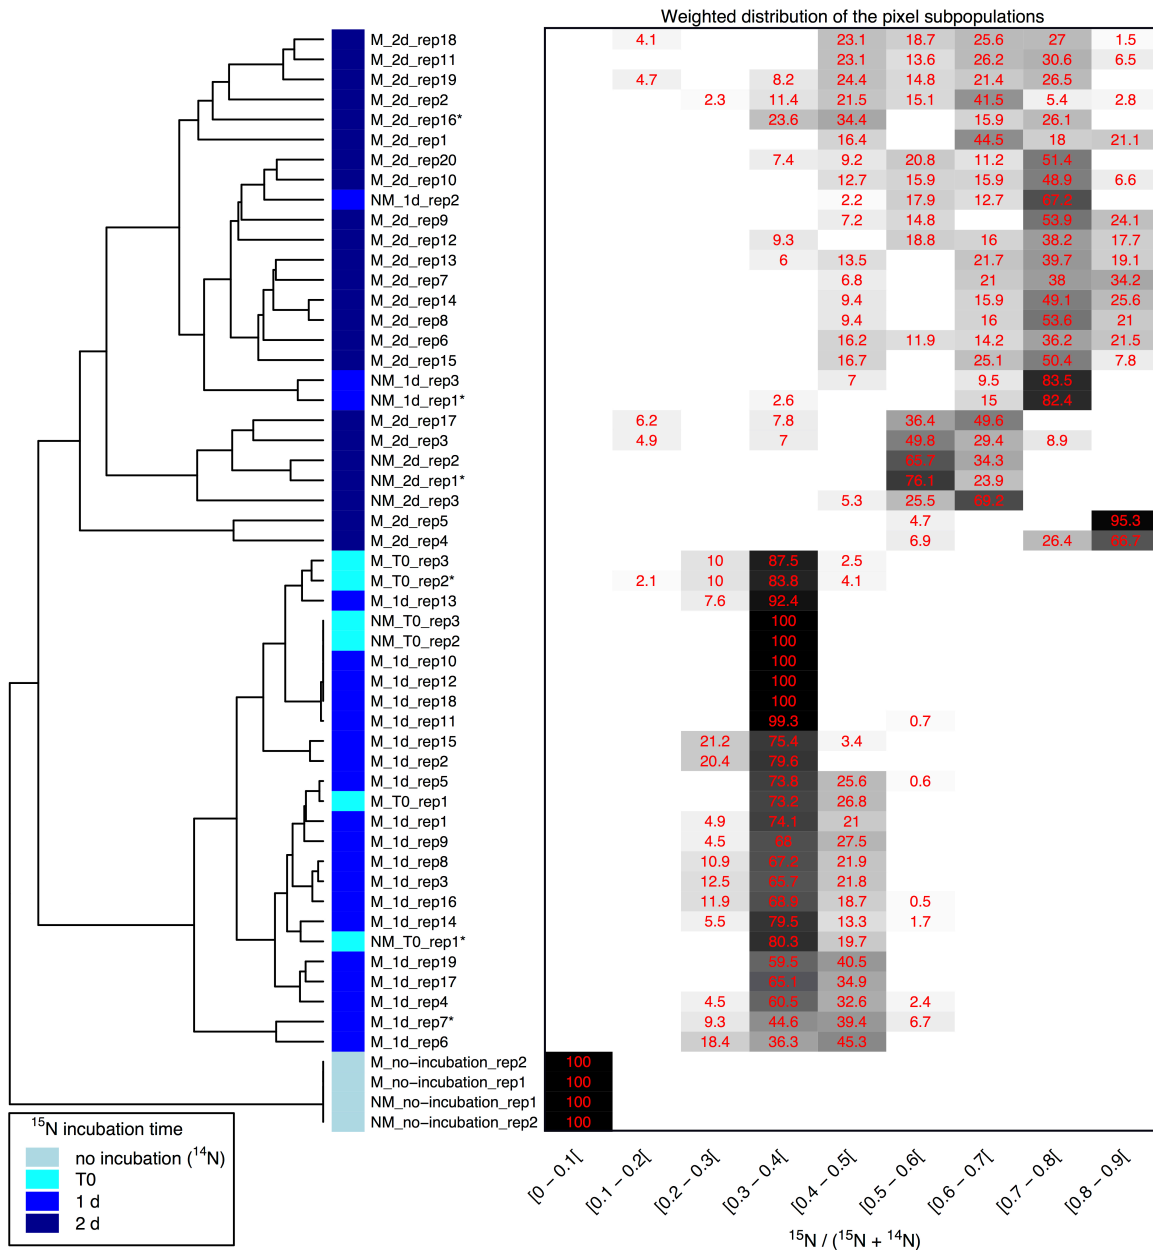 Weighted distribution of the pixel subpopulations
M_2d_rep18 4.1 23.1 18.7 25.6 27 1.5
M_2d_rep11 23.1 13.6 26.2 30.6 6.5
M_2d_rep19 4.7 8.2 24.4 14.8 21.4 26.5
M_2d_rep2 2.3 11.4 21.5 15.1 41.5 5.4 2.8
M_2d_rep16* 23.6 34.4 15.9 26.1
M_2d_rep1 16.4 44.5 18 21.1
M_2d_rep20 7.4 9.2 20.8 11.2 51.4
M_2d_rep10 12.7 15.9 15.9 48.9 6.6
NM_1d_rep2 2.2 17.9 12.7 67.2
M_2d_rep9 7.2 14.8 53.9 24.1
M_2d_rep12 9.3 18.8 16 38.2 17.7
M_2d_rep13 6 13.5 21.7 39.7 19.1
M_2d_rep7 6.8 21 38 34.2
M_2d_rep14 9.4 15.9 49.1 25.6
M_2d_rep8 9.4 16 53.6 21
M_2d_rep6 16.2 11.9 14.2 36.2 21.5
M_2d_rep15 16.7 25.1 50.4 7.8
NM_1d_rep3 7 9.5 83.5
NM_1d_rep1* 2.6 15 82.4
M_2d_rep17 6.2 7.8 36.4 49.6
M_2d_rep3 4.9 7 49.8 29.4 8.9
NM_2d_rep2 65.7 34.3
NM_2d_rep1* 76.1 23.9
NM_2d_rep3 5.3 25.5 69.2
M_2d_rep5 4.7 95.3
M_2d_rep4 6.9 26.4 66.7
M_T0_rep3 10 87.5 2.5
M_T0_rep2* 2.1 10 83.8 4.1
M_1d_rep13 7.6 92.4
NM_T0_rep3 100
NM_T0_rep2 100
M_1d_rep10 100
M_1d_rep12 100
M_1d_rep18 100
M_1d_rep11 99.3 0.7
M_1d_rep15 21.2 75.4 3.4
M_1d_rep2 20.4 79.6
M_1d_rep5 73.8 25.6 0.6
M_T0_rep1 73.2 26.8
M_1d_rep1 4.9 74.1 21
M_1d_rep9 4.5 68 27.5
M_1d_rep8 10.9 67.2 21.9
M_1d_rep3 12.5 65.7 21.8
M_1d_rep16 11.9 68.9 18.7 0.5
M_1d_rep14 5.5 79.5 13.3 1.7
NM_T0_rep1* 80.3 19.7
M_1d_rep19 59.5 40.5
M_1d_rep17 65.1 34.9
M_1d_rep4 4.5 60.5 32.6 2.4
M_1d_rep7* 9.3 44.6 39.4 6.7
M_1d_rep6 18.4 36.3 45.3
M_no−incubation_rep2 100
M_no−incubation_rep1 100
NM_no−incubation_rep1 100
NM_no−incubation_rep2 100
[0 − 0.1[ [0.1 − 0.2[ [0.2 − 0.3[ [0.3 − 0.4[ [0.4 − 0.5[ [0.5 − 0.6[ [0.6 − 0.7[ [0.7 − 0.8[ [0.8 − 0.9[
¹⁵N / (¹⁵N + ¹⁴N)
¹⁵N incubation time
no incubation (¹⁴N)
T0
1 d
2 d